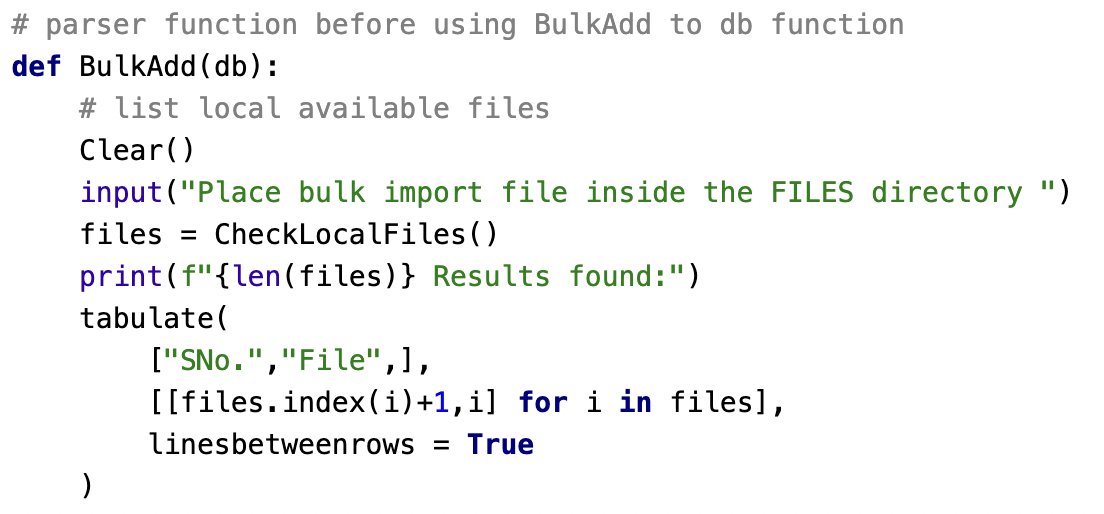 # parser function before using BulkAdd to db function
def BulkAdd(db):
    # list local available files
    Clear()
    input("Place bulk import file inside the FILES directory ")
    files = CheckLocalFiles()
    print(f"{len(files)} Results found:")
    tabulate(
        ["SNo.","File",],
        [[files.index(i)+1,i] for i in files],
        linesbetweenrows = True
    )